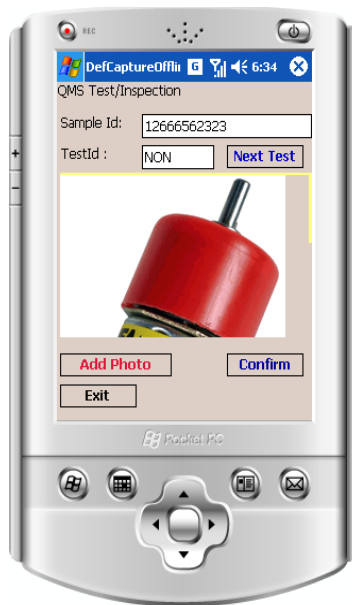 REC
DefCaptureOfflin G 6:34
QMS Test/Inspection
Sample Id: 12666562323
TestId : NON Next Test
Add Photo Confirm
Exit
Pocket PC